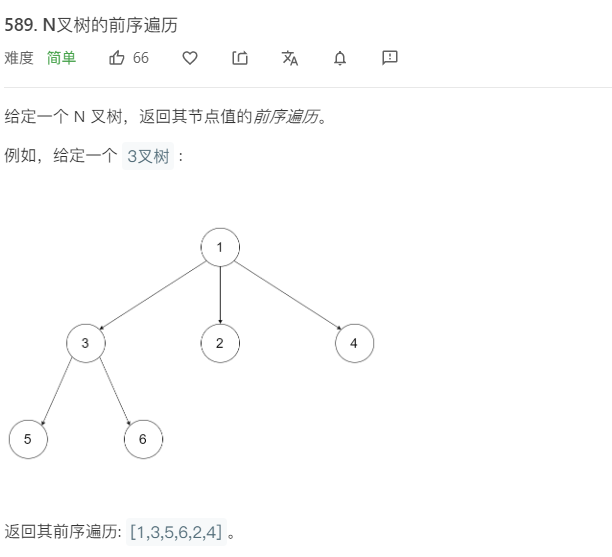 589. N叉树的前序遍历
难度 简单 66
给定一个 N 叉树，返回其节点值的前序遍历。
例如，给定一个 3叉树 :
1
3 2 4
5 6
返回其前序遍历: [1,3,5,6,2,4] 。